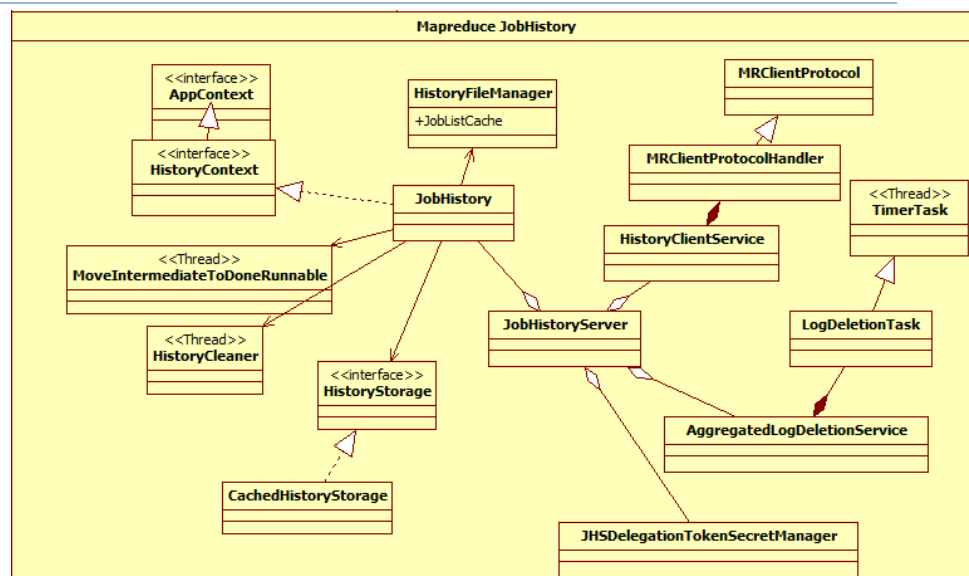 Mapreduce JobHistory
<<interface>>
AppContext
<<interface>>
HistoryContext
HistoryFileManager
+JobListCache
MRClientProtocol
MRClientProtocolHandler
<<Thread>>
TimerTask
JobHistory
HistoryClientService
<<Thread>>
MoveIntermediateToDoneRunnable
<<Thread>>
HistoryCleaner
JobHistoryServer
LogDeletionTask
<<interface>>
HistoryStorage
AggregatedLogDeletionService
CachedHistoryStorage
JHSDelegationTokenSecretManager